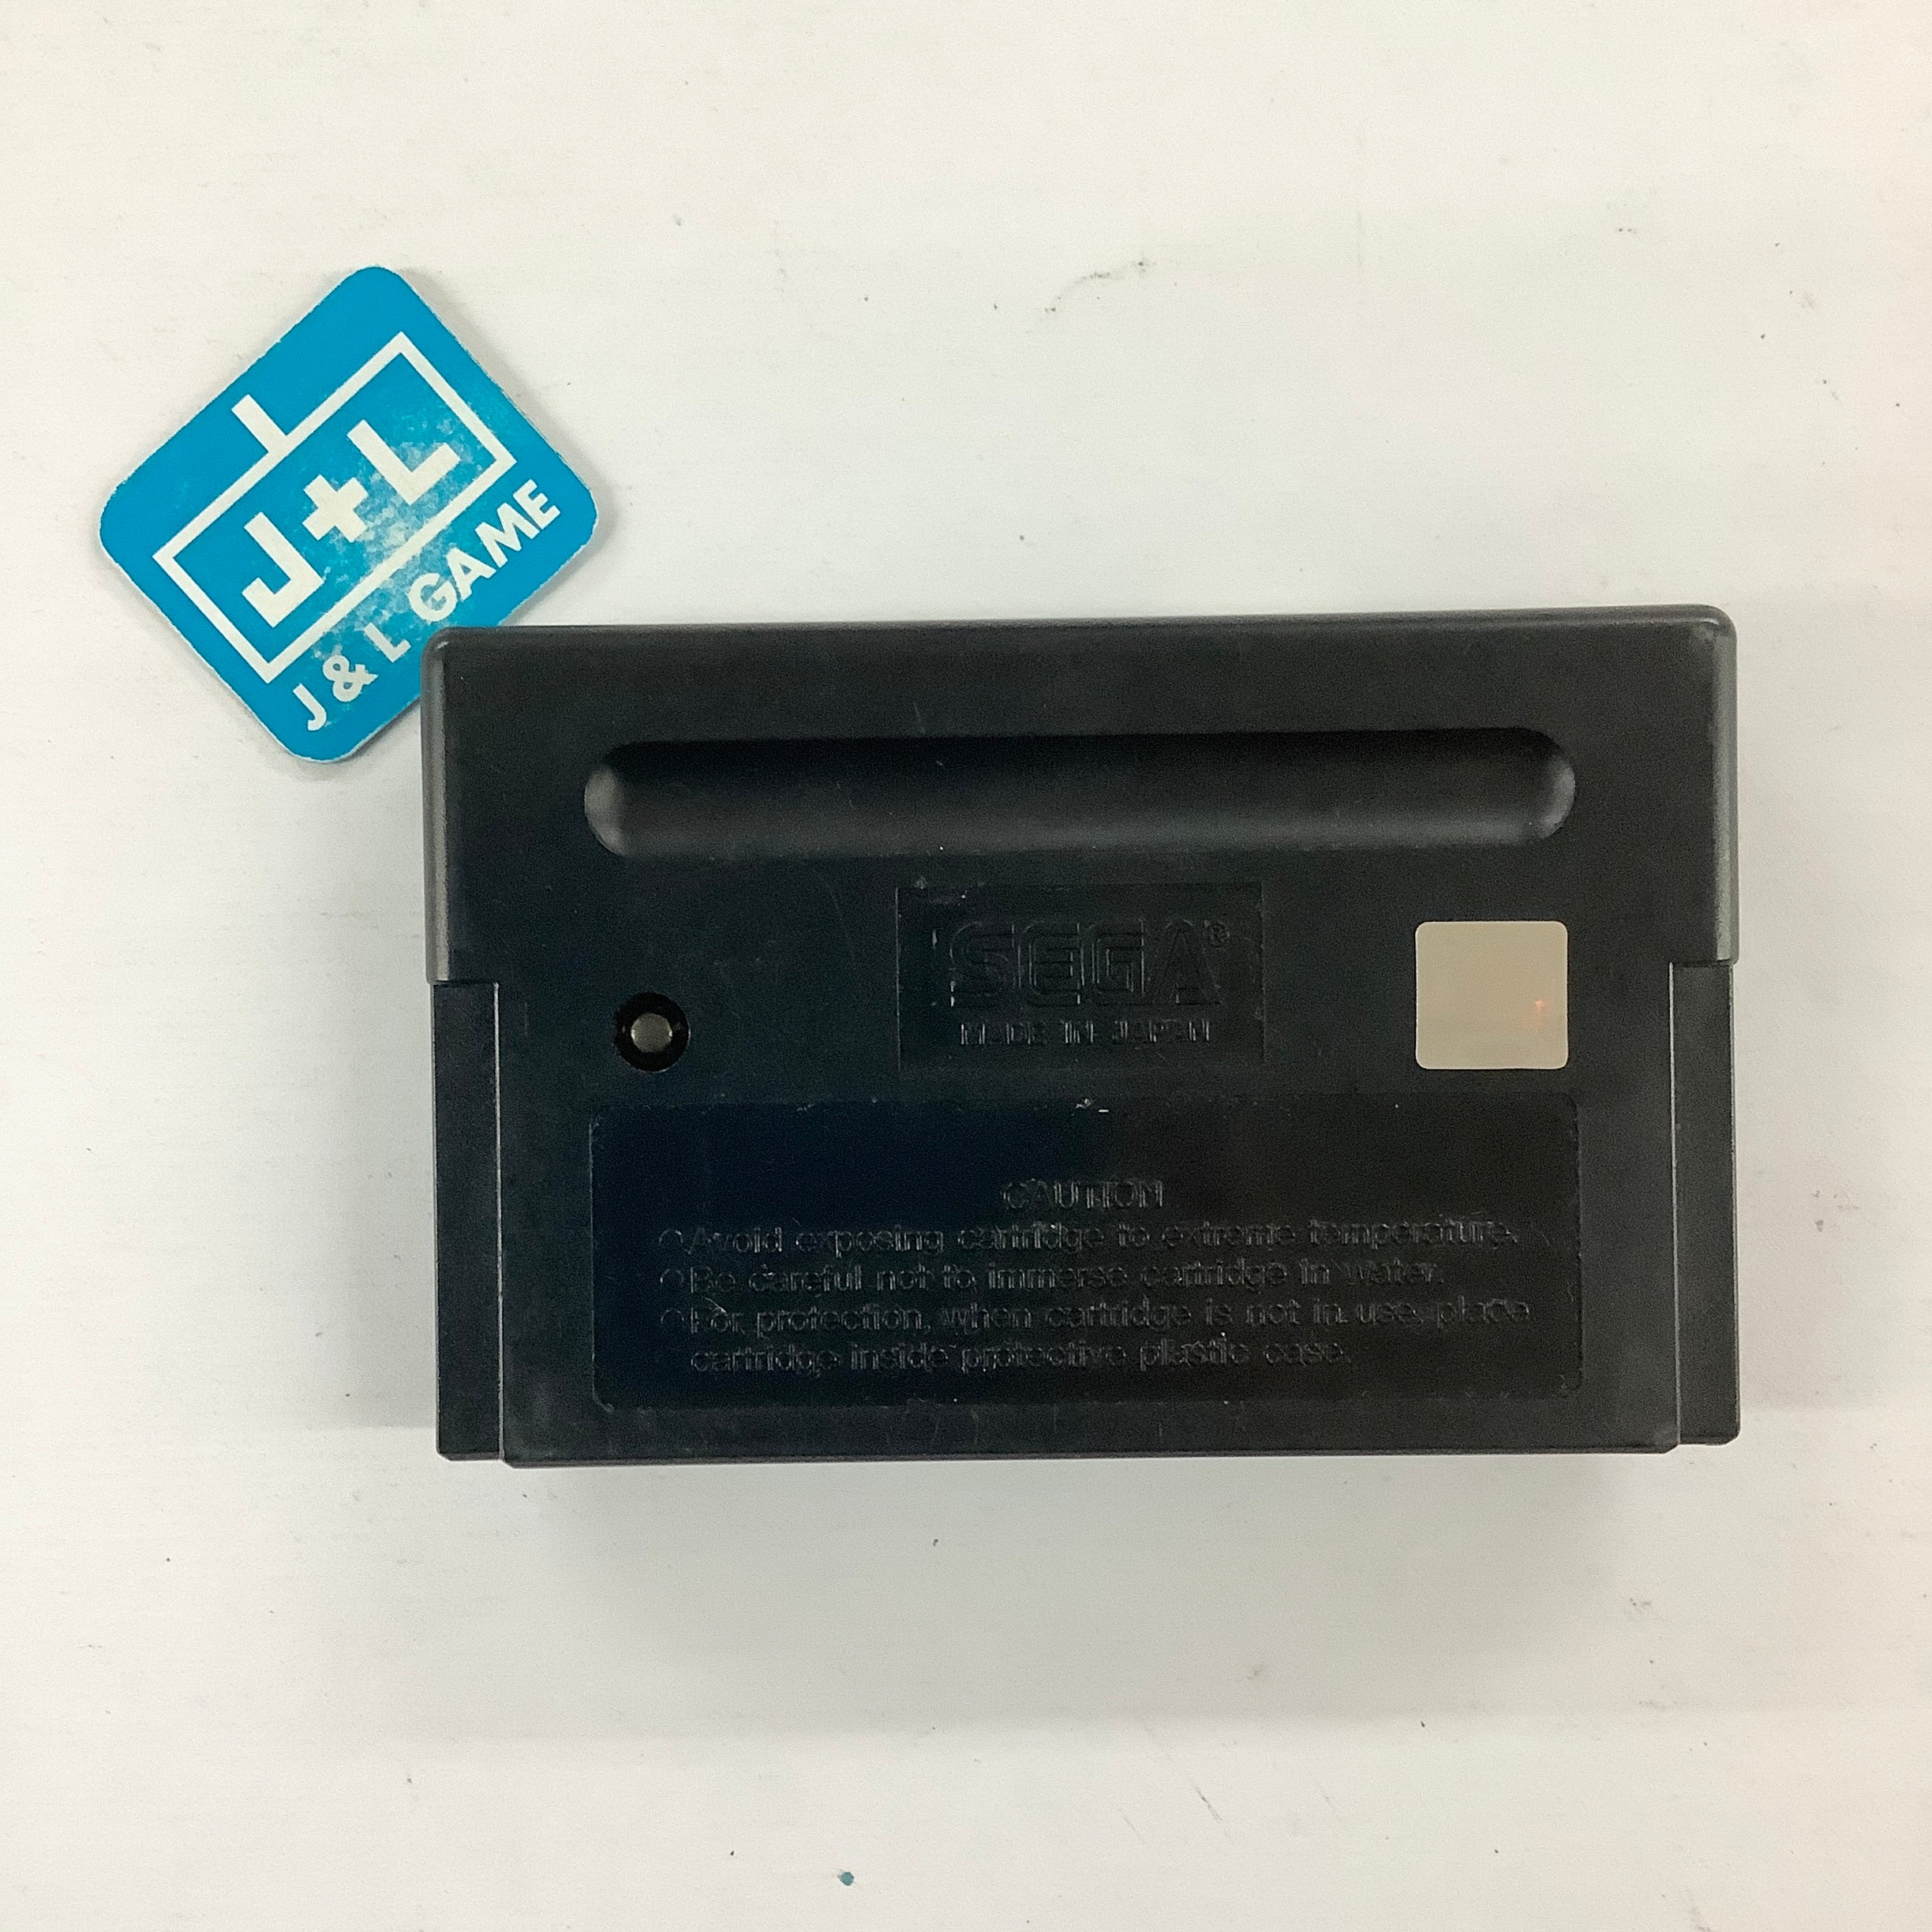 J+L
J & L GAME
SEGA®
MADE IN JAPAN
CAUTION
Avoid exposing cartridge to extreme temperature.
Be careful not to immerse cartridge in water.
For protection, when cartridge is not in use, place
cartridge inside protective plastic case.